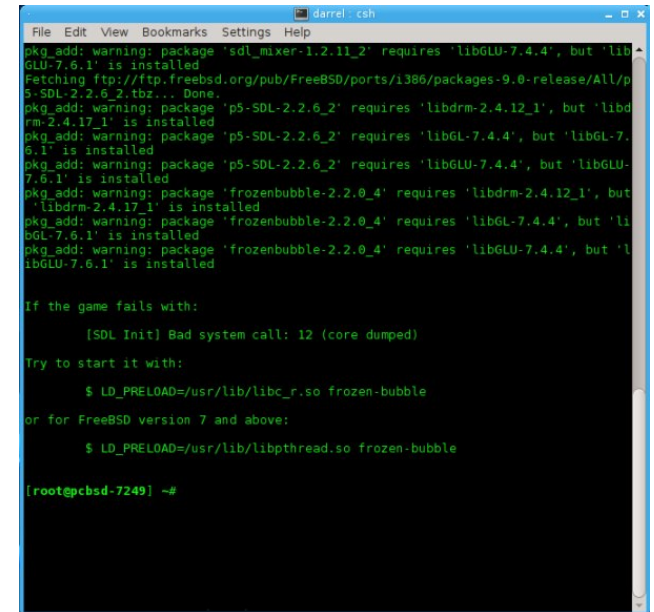 darrel : csh
File Edit View Bookmarks Settings Help
pkg_add: warning: package 'sdl_mixer-1.2.11_2' requires 'libGLU-7.4.4', but 'lib
GLU-7.6.1' is installed
Fetching ftp://ftp.freebsd.org/pub/FreeBSD/ports/i386/packages-9.0-release/All/p
5-SDL-2.2.6_2.tbz... Done.
pkg_add: warning: package 'p5-SDL-2.2.6_2' requires 'libdrm-2.4.12_1', but 'libd
rm-2.4.17_1' is installed
pkg_add: warning: package 'p5-SDL-2.2.6_2' requires 'libGL-7.4.4', but 'libGL-7.
6.1' is installed
pkg_add: warning: package 'p5-SDL-2.2.6_2' requires 'libGLU-7.4.4', but 'libGLU-
7.6.1' is installed
pkg_add: warning: package 'frozenbubble-2.2.0_4' requires 'libdrm-2.4.12_1', but
 'libdrm-2.4.17_1' is installed
pkg_add: warning: package 'frozenbubble-2.2.0_4' requires 'libGL-7.4.4', but 'li
bGL-7.6.1' is installed
pkg_add: warning: package 'frozenbubble-2.2.0_4' requires 'libGLU-7.4.4', but 'l
ibGLU-7.6.1' is installed
If the game fails with:
[SDL Init] Bad system call: 12 (core dumped)
Try to start it with:
$ LD_PRELOAD=/usr/lib/libc_r.so frozen-bubble
or for FreeBSD version 7 and above:
$ LD_PRELOAD=/usr/lib/libpthread.so frozen-bubble
[root@pcbsd-7249] ~#